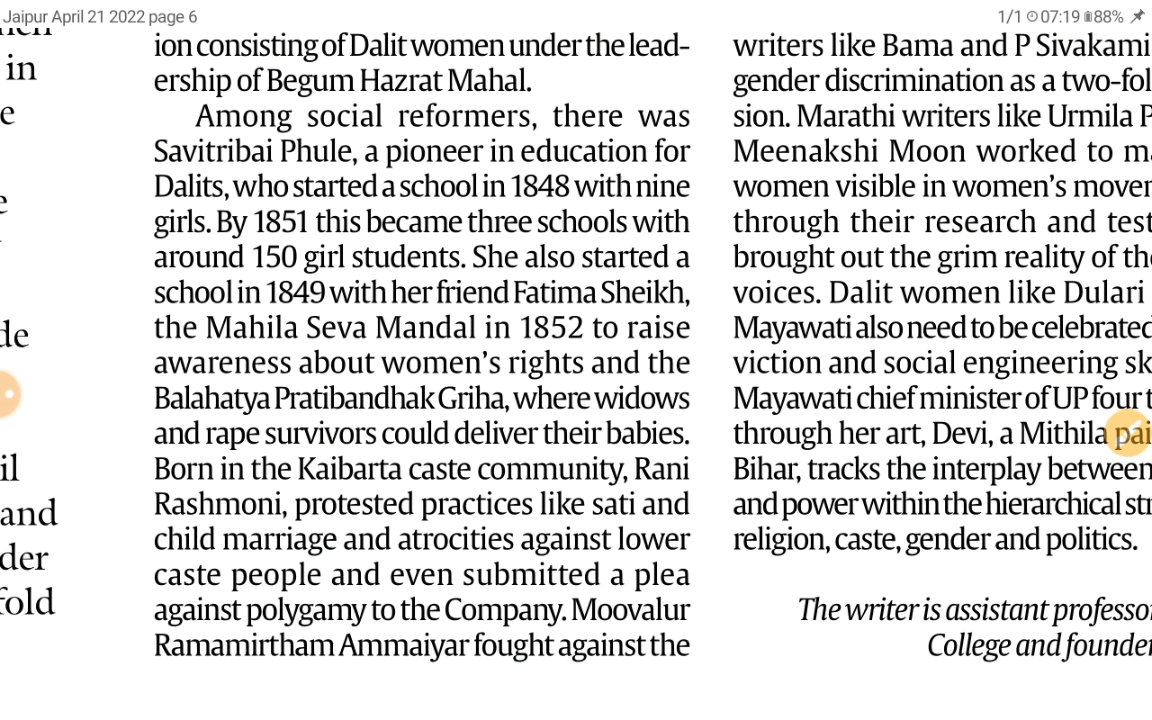 Jaipur April 21 2022 page 6
1/1 07:19 88%
in
e
e
de
il
and
der
fold
ion consisting of Dalit women under the lead-
ership of Begum Hazrat Mahal.
Among social reformers, there was
Savitribai Phule, a pioneer in education for
Dalits, who started a school in 1848 with nine
girls. By 1851 this became three schools with
around 150 girl students. She also started a
school in 1849 with her friend Fatima Sheikh,
the Mahila Seva Mandal in 1852 to raise
awareness about women's rights and the
Balahatya Pratibandhak Griha, where widows
and rape survivors could deliver their babies.
Born in the Kaibarta caste community, Rani
Rashmoni, protested practices like sati and
child marriage and atrocities against lower
caste people and even submitted a plea
against polygamy to the Company. Moovalur
Ramamirtham Ammaiyar fought against the
writers like Bama and P Sivakami
gender discrimination as a two-fol
sion. Marathi writers like Urmila P
Meenakshi Moon worked to ma
women visible in women's mover
through their research and test
brought out the grim reality of the
voices. Dalit women like Dulari
Mayawati also need to be celebrated
viction and social engineering sk
Mayawati chief minister of UP four t
through her art, Devi, a Mithila pai
Bihar, tracks the interplay between
and power within the hierarchical str
religion, caste, gender and politics.
The writer is assistant professor
College and founder